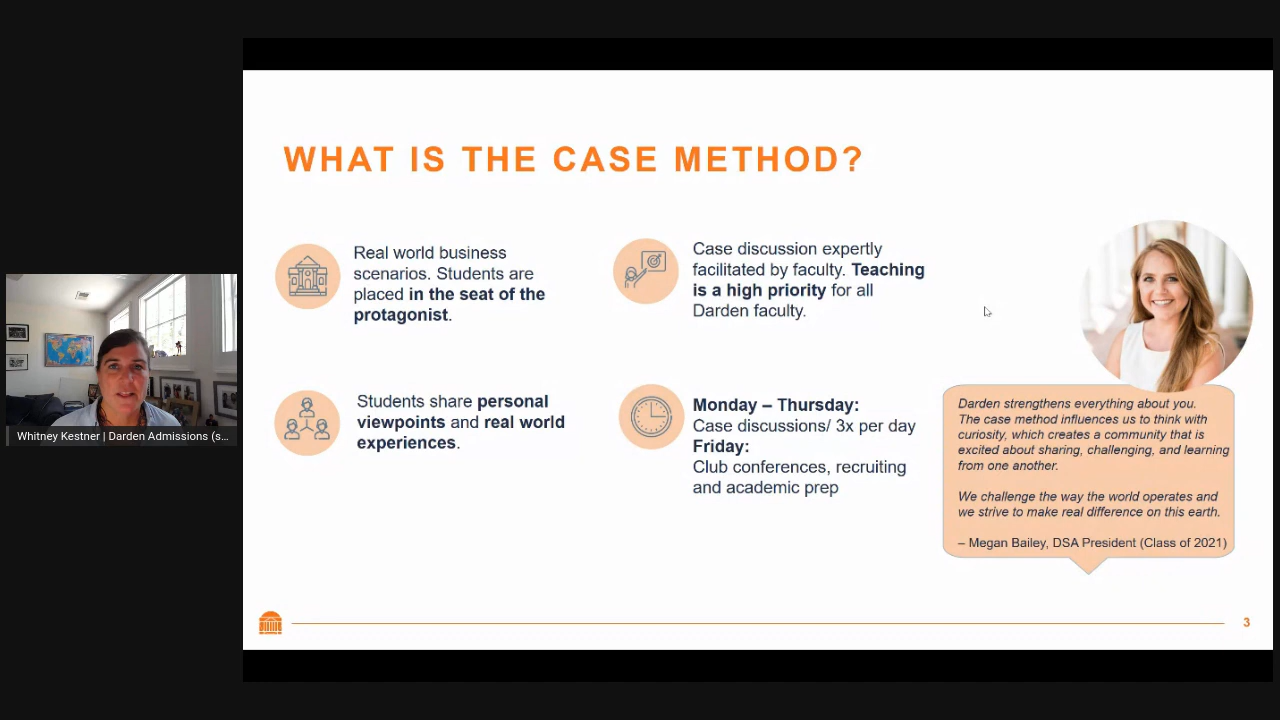 WHAT IS THE CASE METHOD?
Real world business
scenarios. Students are
placed in the seat of the
protagonist.
Case discussion expertly
facilitated by faculty. Teaching
is a high priority for all
Darden faculty.
Students share personal
viewpoints and real world
experiences.
Monday – Thursday:
Case discussions/ 3x per day
Friday:
Club conferences, recruiting
and academic prep
Darden strengthens everything about you.
The case method influences us to think with
curiosity, which creates a community that is
excited about sharing, challenging, and learning
from one another.
We challenge the way the world operates and
we strive to make real difference on this earth.
– Megan Bailey, DSA President (Class of 2021)
3
Whitney Kestner | Darden Admissions (s...